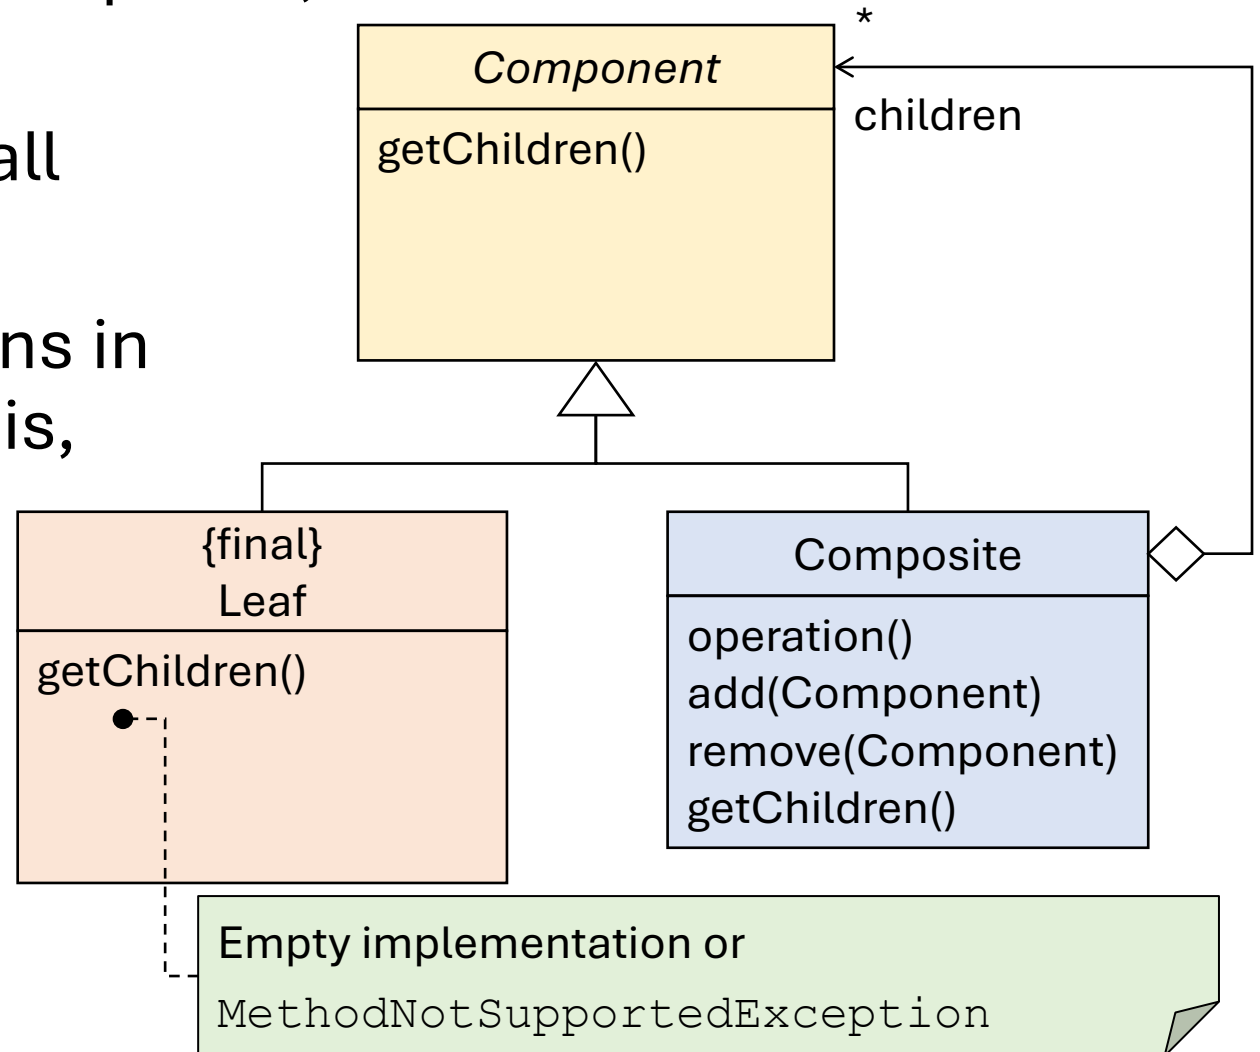 *
Component
children
getChildren()
all
ns in
is,
{final}
Leaf
getChildren()
Composite
operation()
add(Component)
remove(Component)
getChildren()
Empty implementation or
MethodNotSupportedException